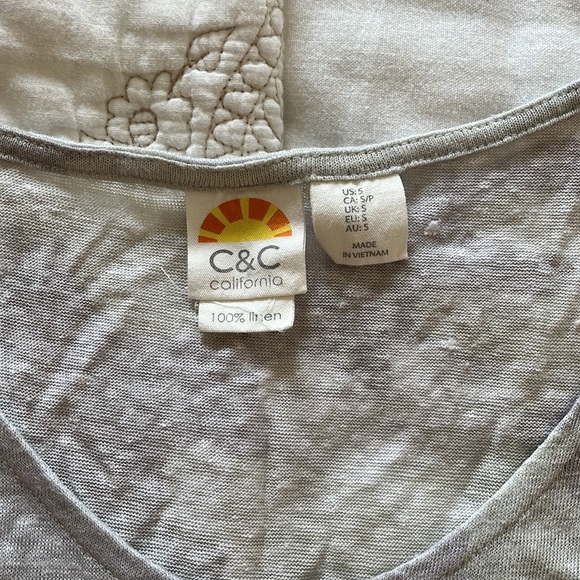 C&C
california
100% linen
US: S
CA: S/P
UK: S
EU: S
AU: S
MADE
IN VIETNAM